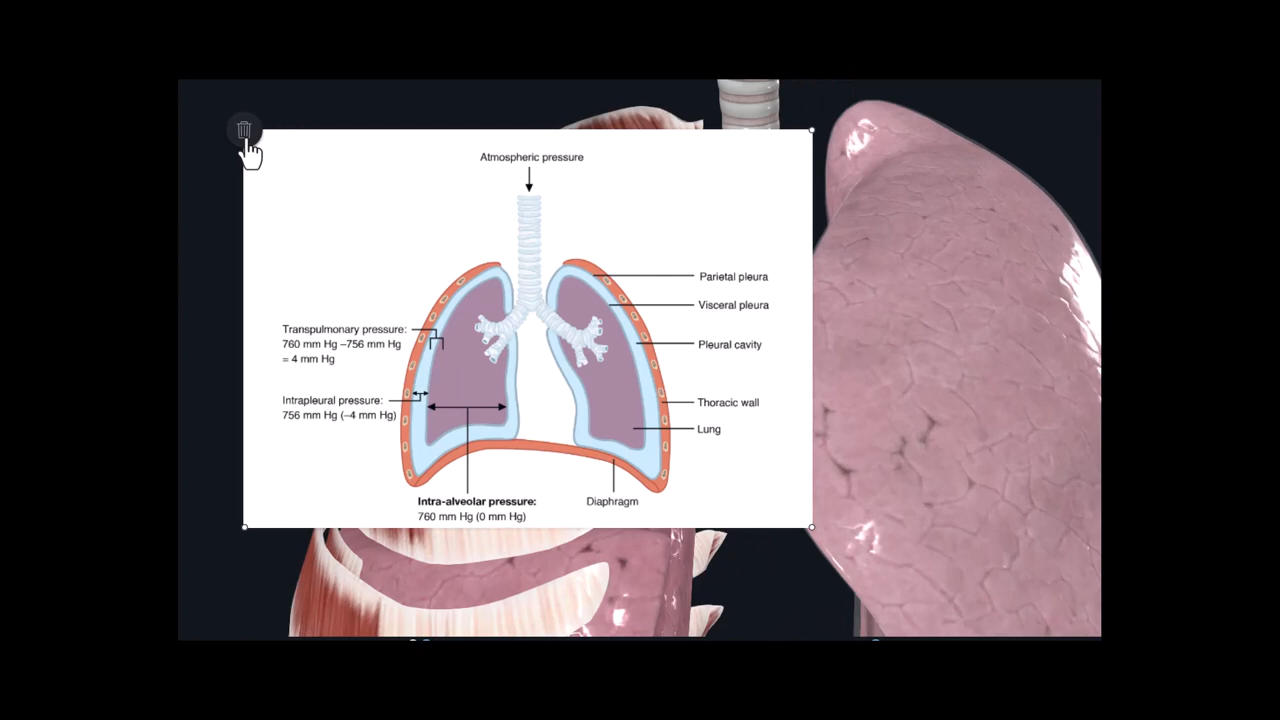 Atmospheric pressure
Parietal pleura
Visceral pleura
Transpulmonary pressure:
760 mm Hg –756 mm Hg
= 4 mm Hg
Pleural cavity
Intrapleural pressure:
756 mm Hg (–4 mm Hg)
Thoracic wall
Lung
Intra-alveolar pressure:
760 mm Hg (0 mm Hg)
Diaphragm